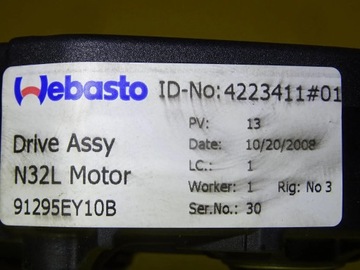 Webasto ID-No: 4223411#01
PV: 13
Drive Assy Date: 10/20/2008
N32L Motor LC.: 1
Worker: 1 Rig: No 3
91295EY10B Ser.No.: 30